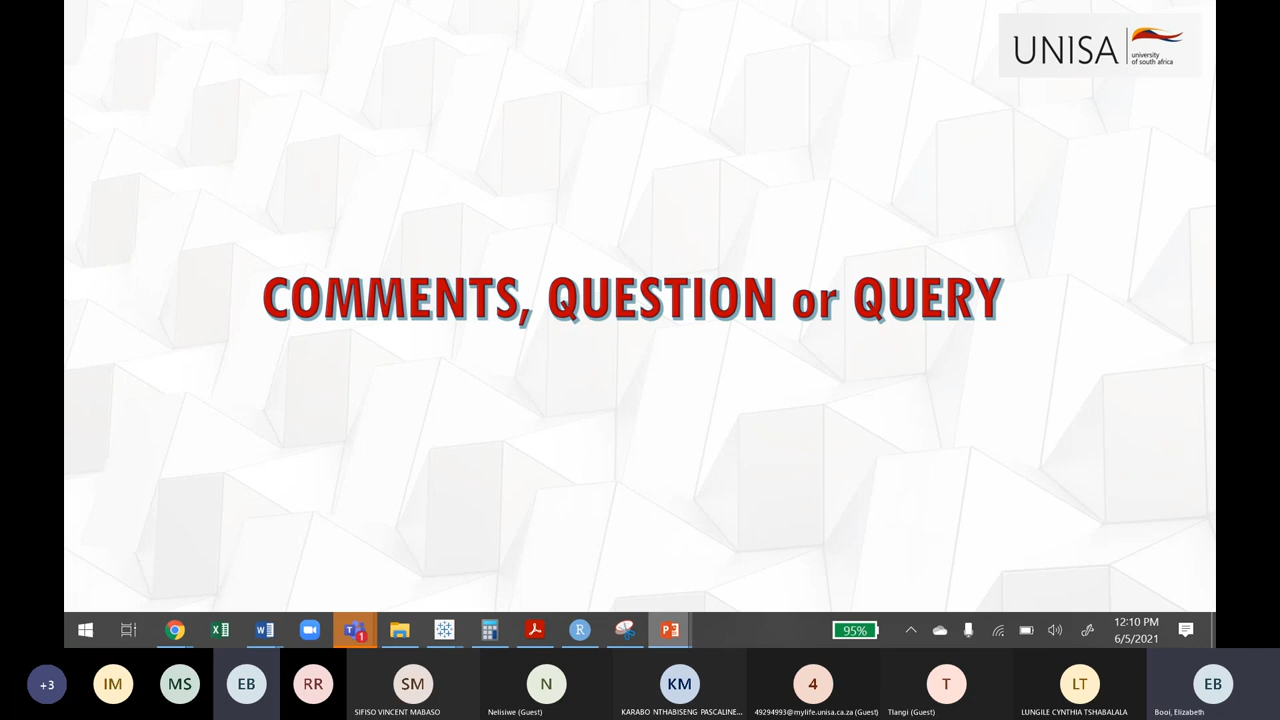 UNISA
university
of south africa
COMMENTS, QUESTION or QUERY
95%
12:10 PM
6/5/2021
+3
IM
MS
EB
RR
SM
N
KM
4
T
LT
EB
SIFISO VINCENT MABASO
Nelisiwe (Guest)
KARABO NTHABISENG PASCALINE...
49294993@mylife.unisa.ca.za (Guest)
Tlangi (Guest)
LUNGILE CYNTHIA TSHABALALA
Booi, Elizabeth